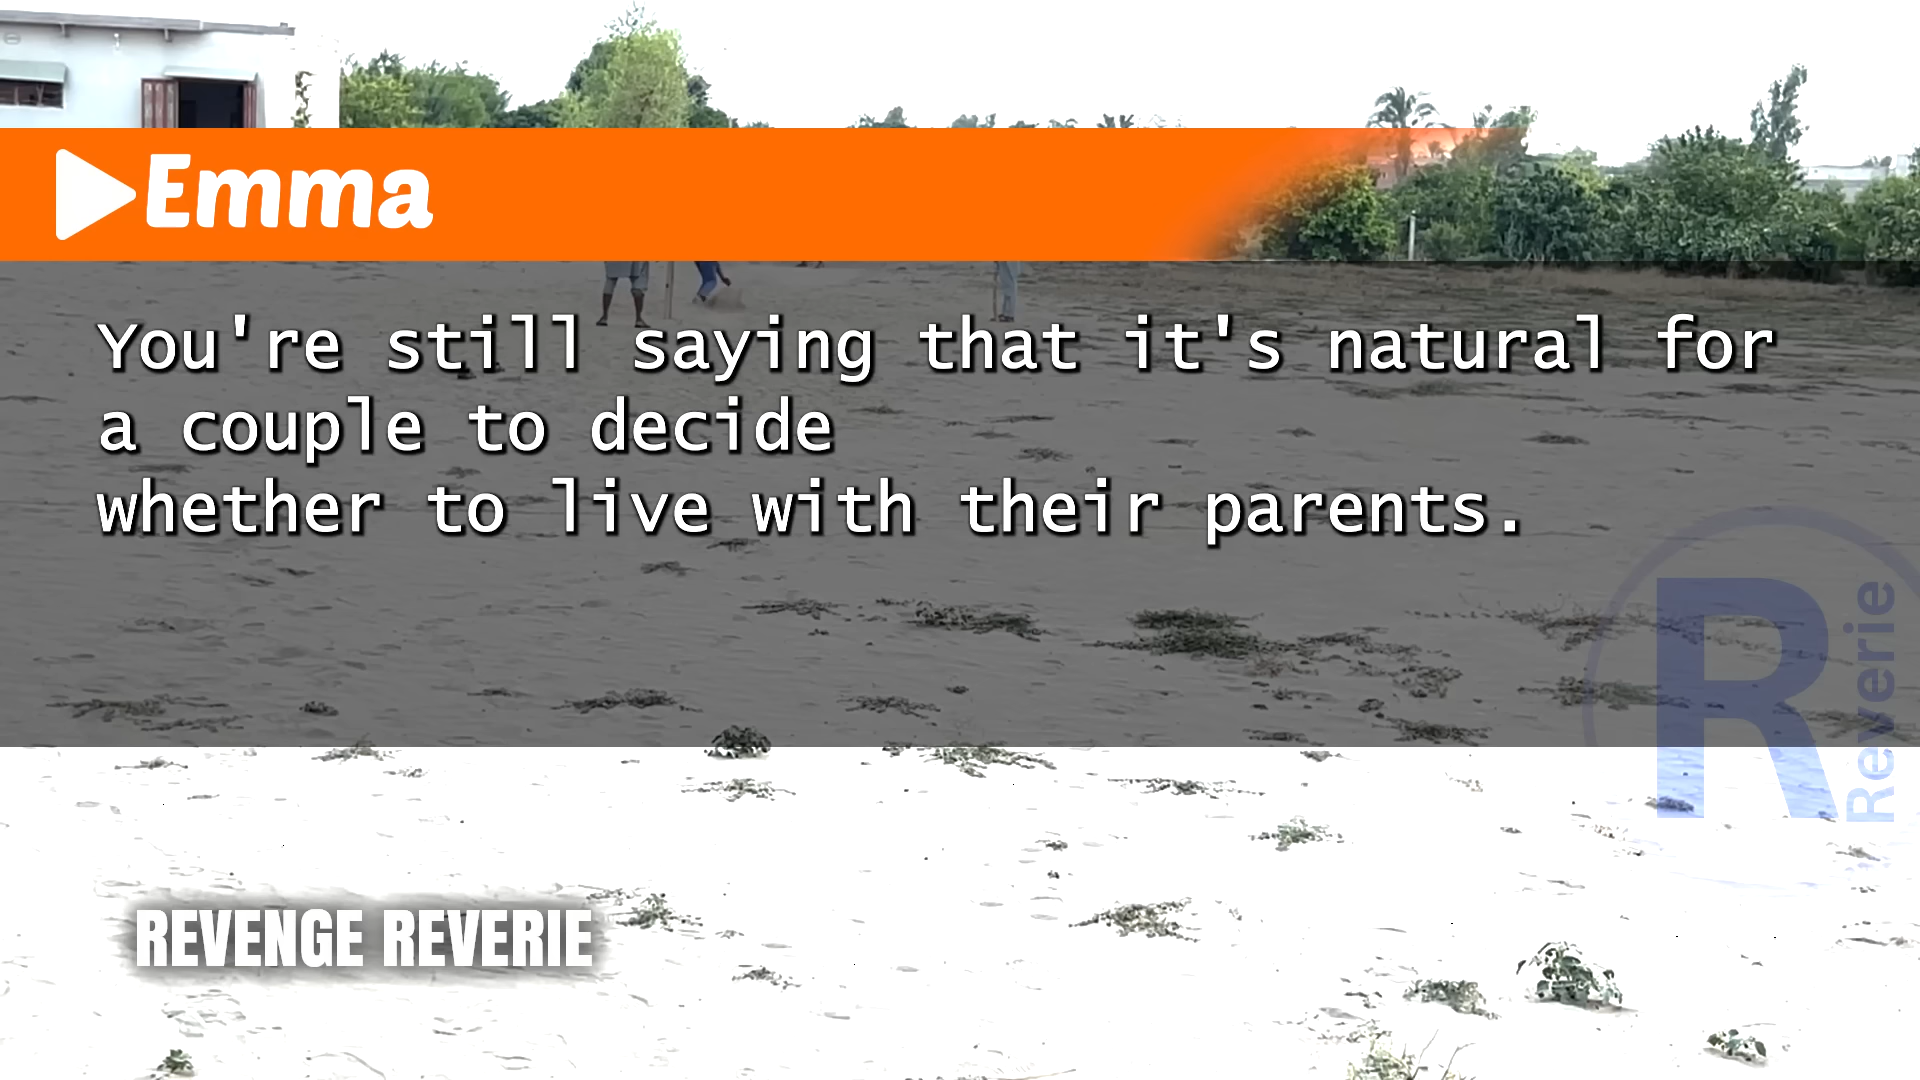 Emma
You're still saying that it's natural for
a couple to decide
whether to live with their parents.
R
Reverie
REVENGE REVERIE